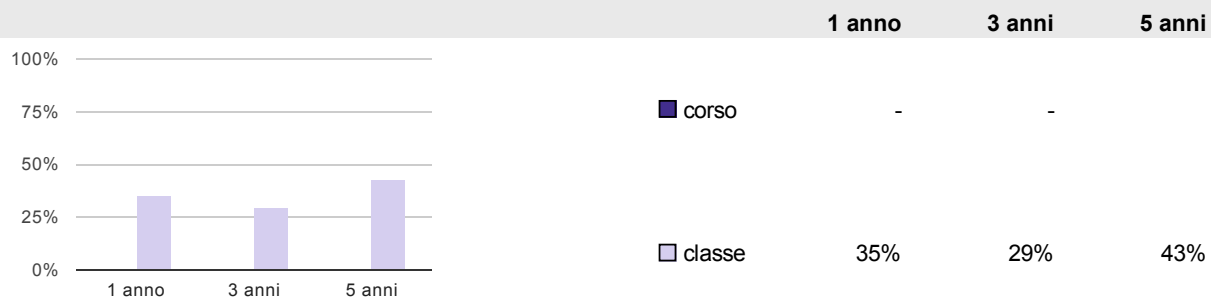 1 anno 3 anni 5 anni
100%
75%
50%
25%
0%
1 anno 3 anni 5 anni
corso - -
classe 35% 29% 43%